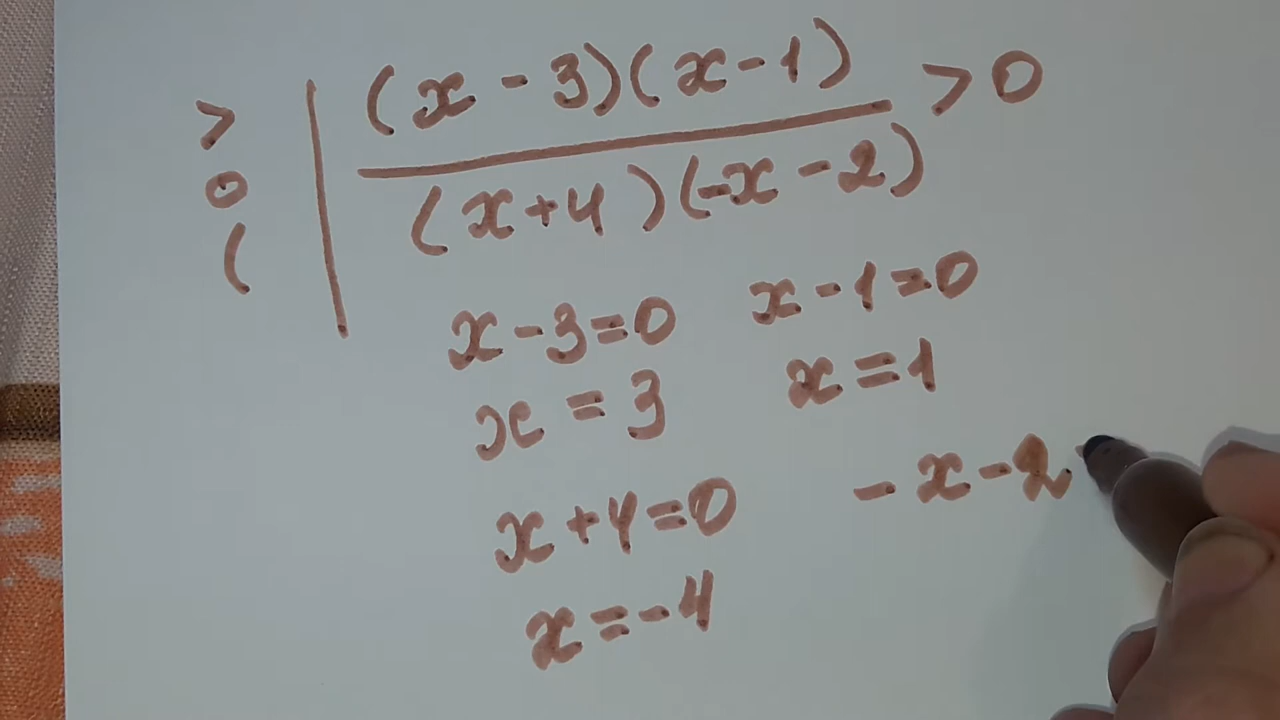 >
0
(
(x - 3)(x - 1) > 0
(x + 4)(-x - 2)
x - 3 = 0
x - 1 = 0
x = 3
x = 1
x + 4 = 0
- x - 2
x = -4